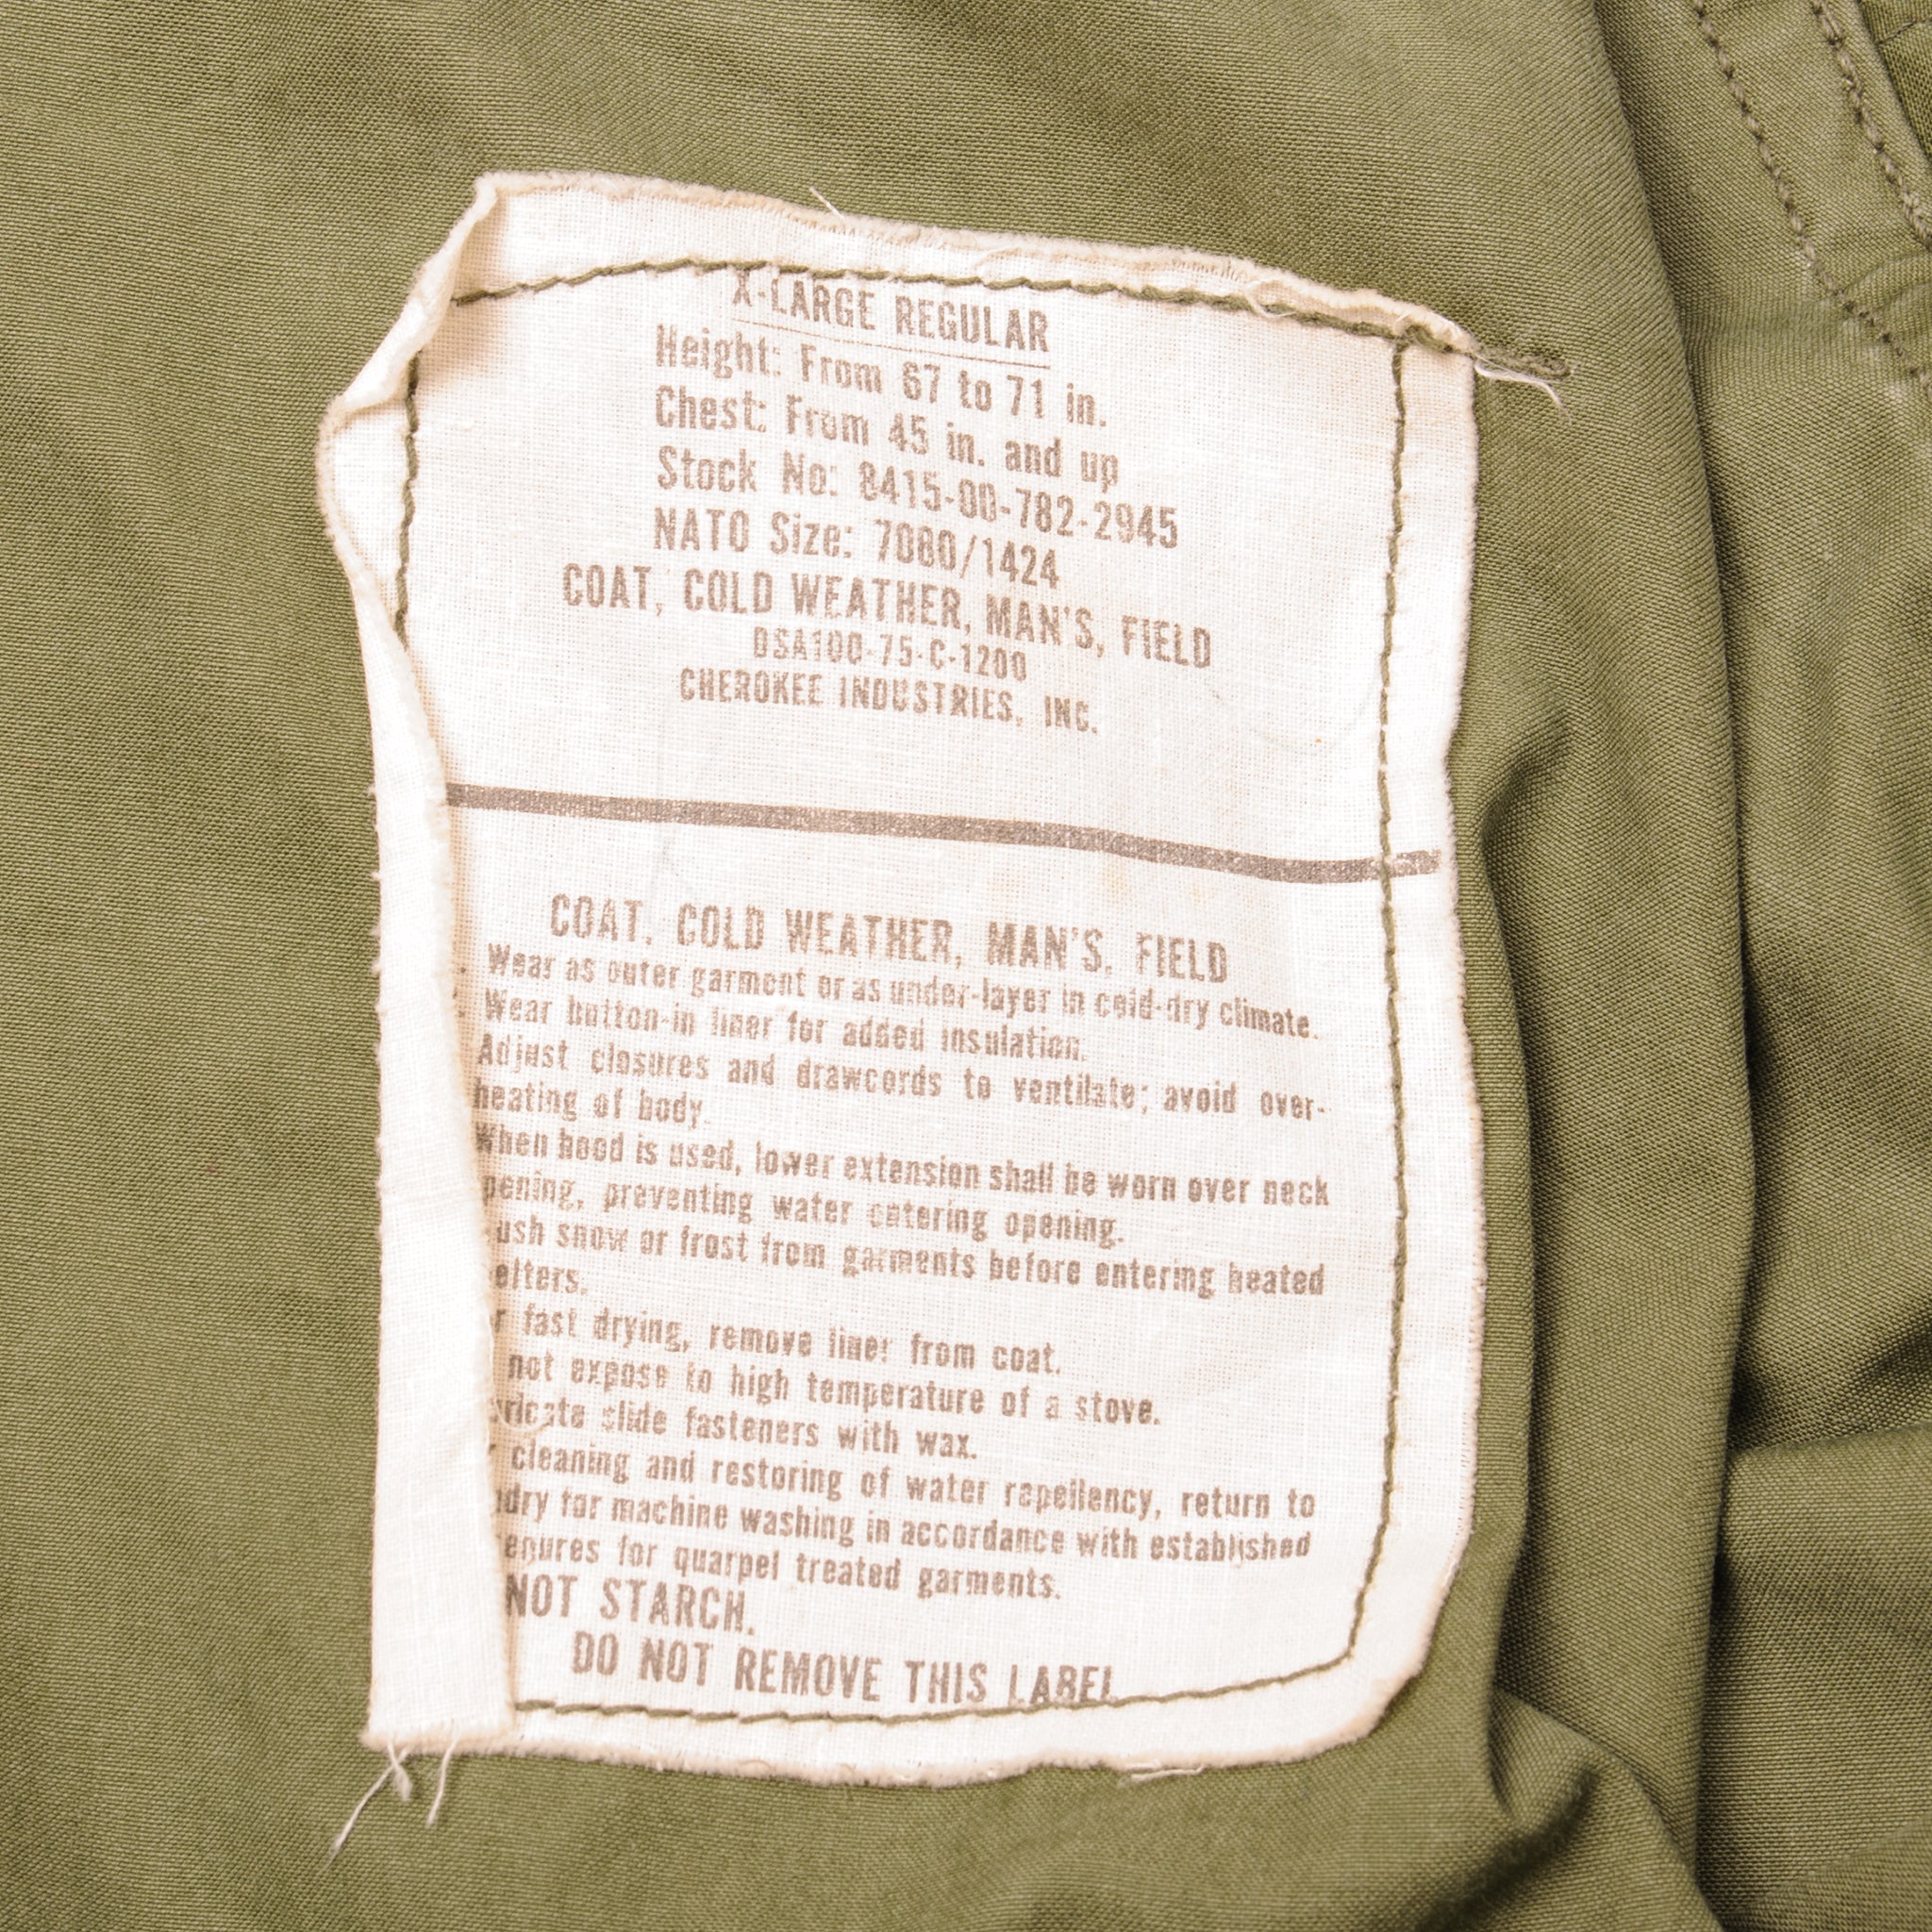 X-LARGE REGULAR
Height: From 67 to 71 in.
Chest: From 45 in. and up
Stock No: 8415-00-782-2945
NATO Size: 7080/1424
COAT, COLD WEATHER, MAN'S, FIELD
DSA100-75-C-1200
CHEROKEE INDUSTRIES, INC.
COAT, COLD WEATHER, MAN'S, FIELD
Wear as outer garment or as under-layer in cold-dry climate.
Wear button-in liner for added insulation.
Adjust closures and drawcords to ventilate; avoid over-
heating of body.
When hood is used, lower extension shall be worn over neck
pening, preventing water entering opening.
ush snow or frost from garments before entering heated
elters.
r fast drying, remove liner from coat.
not expose to high temperature of a stove.
ricate slide fasteners with wax.
cleaning and restoring of water repellency, return to
dry for machine washing in accordance with established
edures for quarpel treated garments.
NOT STARCH.
DO NOT REMOVE THIS LABEL